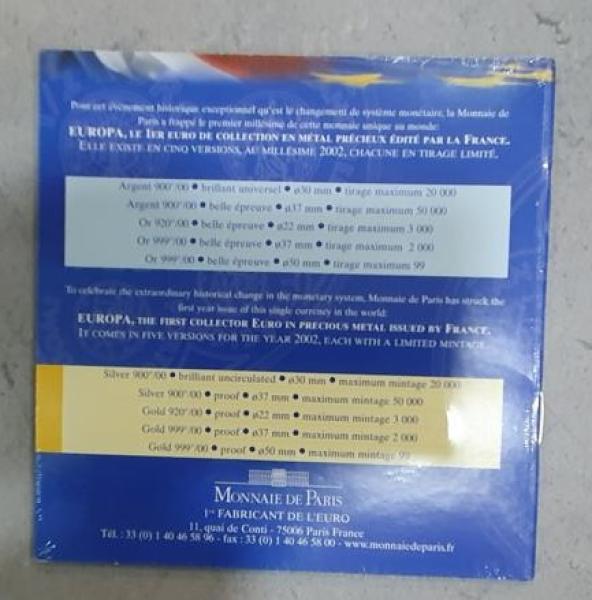 Pour cet évènement historique exceptionnel qu'est le changement de système monétaire, la Monnaie de
Paris a frappé le premier millésime de cette monnaie unique au monde:
EUROPA, LE 1ER EURO DE COLLECTION EN MÉTAL PRÉCIEUX ÉDITÉ PAR LA FRANCE.
ELLE EXISTE EN CINQ VERSIONS, AU MILLÉSIME 2002, CHACUNE EN TIRAGE LIMITÉ.
Argent 900°/00 • brillant universel • ø30 mm • tirage maximum 20 000
Argent 900°/00 • belle épreuve • ø37 mm • tirage maximum 50 000
Or 920°/00 • belle épreuve • ø22 mm • tirage maximum 3 000
Or 999°/00 • belle épreuve • ø37 mm • tirage maximum 2 000
Or 999°/00 • belle épreuve • ø50 mm • tirage maximum 99
To celebrate the extraordinary historical change in the monetary system, Monnaie de Paris has struck the
first year issue of this single currency in the world:
EUROPA, THE FIRST COLLECTOR EURO IN PRECIOUS METAL ISSUED BY FRANCE.
IT COMES IN FIVE VERSIONS FOR THE YEAR 2002, EACH WITH A LIMITED MINTAGE.
Silver 900°/00 • brilliant uncirculated • ø30 mm • maximum mintage 20 000
Silver 900°/00 • proof • ø37 mm • maximum mintage 50 000
Gold 920°/00 • proof • ø22 mm • maximum mintage 3 000
Gold 999°/00 • proof • ø37 mm • maximum mintage 2 000
Gold 999°/00 • proof • ø50 mm • maximum mintage 99
MONNAIE DE PARIS
1er FABRICANT DE L'EURO
11, quai de Conti - 75006 Paris France
Tél. : 33 (0) 1 40 46 58 96 - fax : 33 (0) 1 40 46 58 00 - www.monnaiedeparis.fr